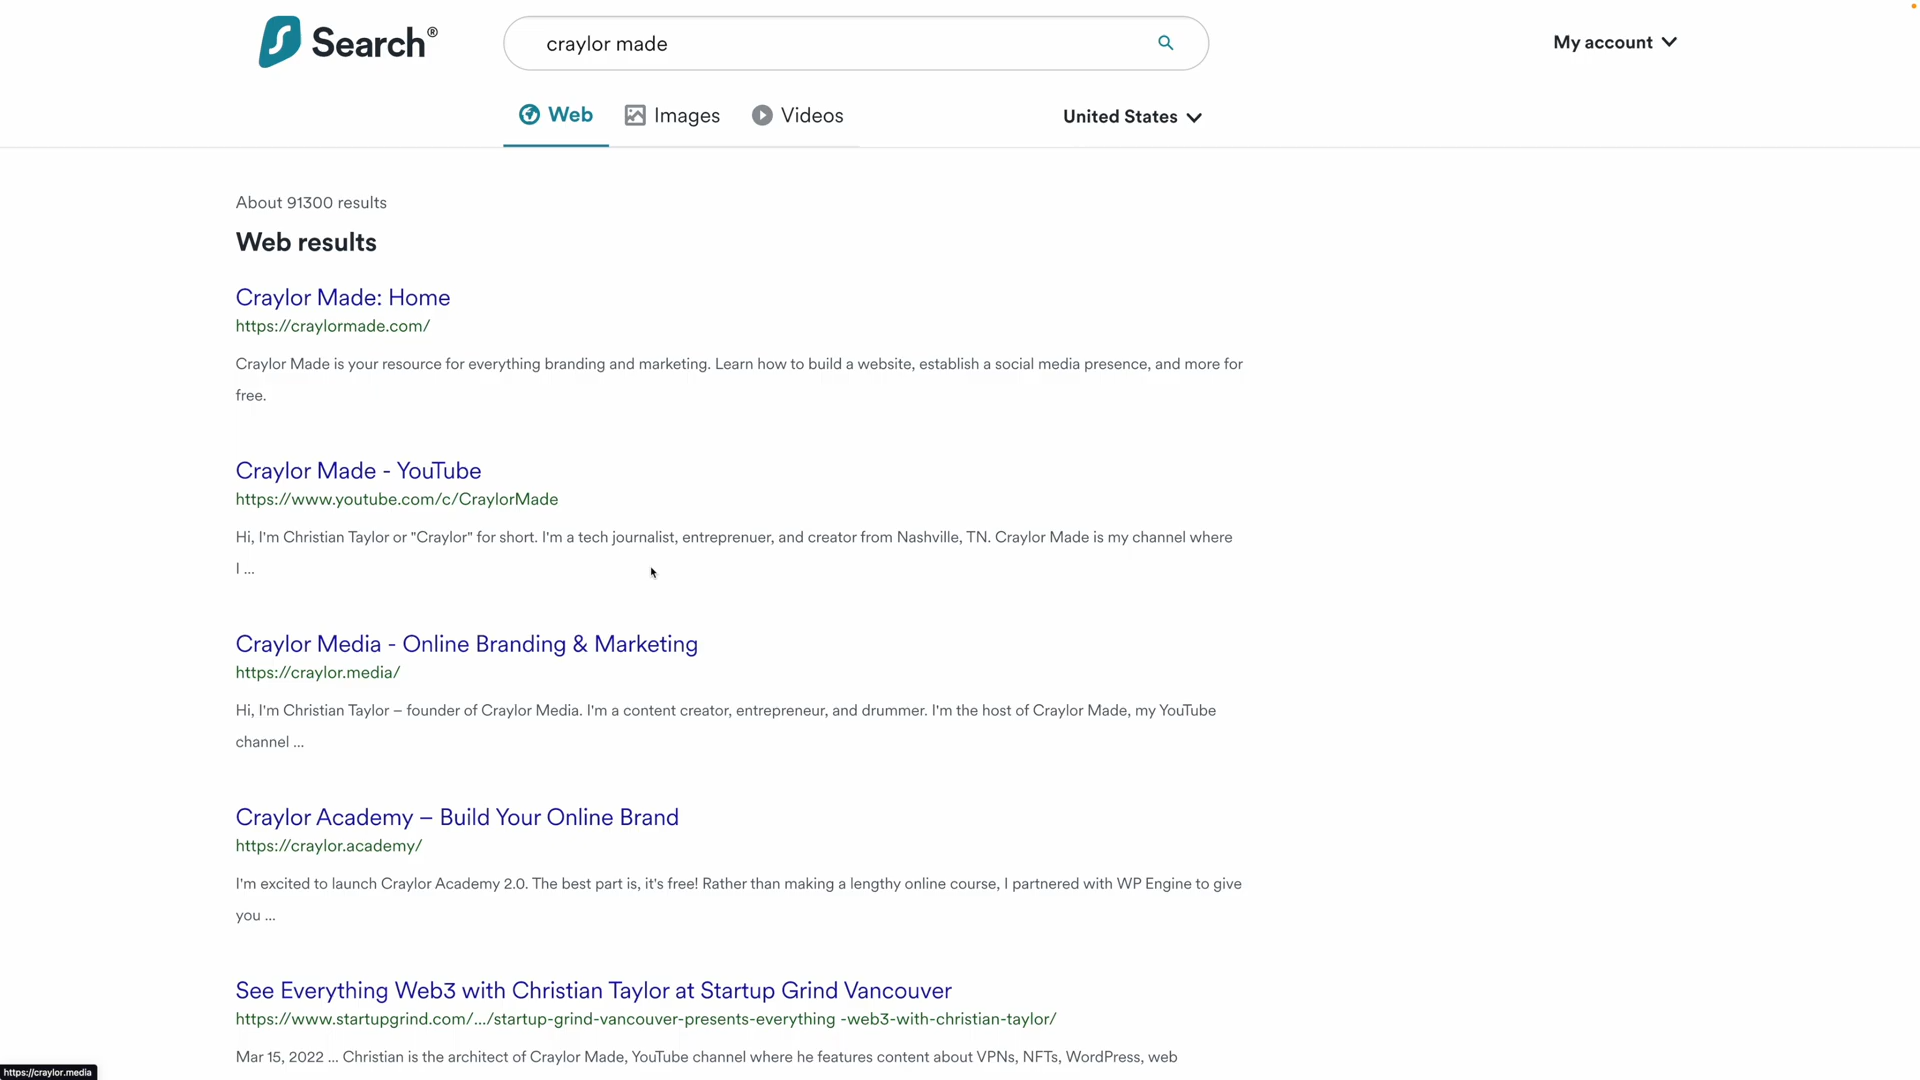 Search®
craylor made
My account
Web
Images
Videos
United States
About 91300 results
Web results
Craylor Made: Home
https://craylormade.com/
Craylor Made is your resource for everything branding and marketing. Learn how to build a website, establish a social media presence, and more for
free.
Craylor Made - YouTube
https://www.youtube.com/c/CraylorMade
Hi, I'm Christian Taylor or "Craylor" for short. I'm a tech journalist, entreprenuer, and creator from Nashville, TN. Craylor Made is my channel where
I ...
Craylor Media - Online Branding & Marketing
https://craylor.media/
Hi, I'm Christian Taylor – founder of Craylor Media. I'm a content creator, entrepreneur, and drummer. I'm the host of Craylor Made, my YouTube
channel ...
Craylor Academy – Build Your Online Brand
https://craylor.academy/
I'm excited to launch Craylor Academy 2.0. The best part is, it's free! Rather than making a lengthy online course, I partnered with WP Engine to give
you ...
See Everything Web3 with Christian Taylor at Startup Grind Vancouver
https://www.startupgrind.com/.../startup-grind-vancouver-presents-everything -web3-with-christian-taylor/
Mar 15, 2022 ... Christian is the architect of Craylor Made, YouTube channel where he features content about VPNs, NFTs, WordPress, web
https://craylor.media